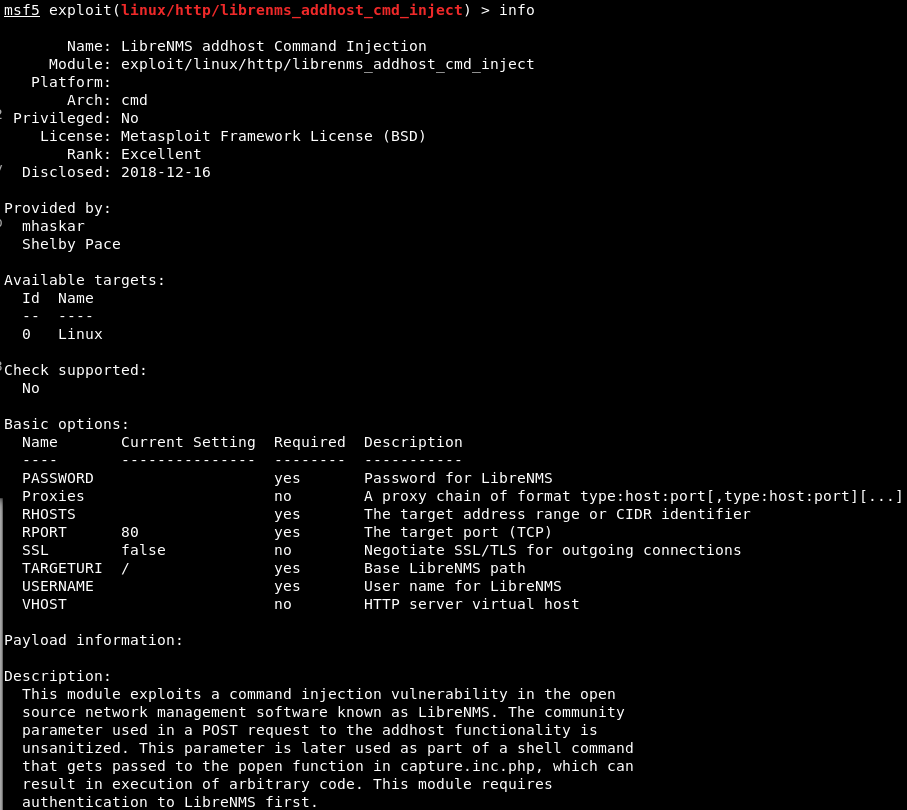 msf5 exploit(linux/http/librenms_addhost_cmd_inject) > info
Name: LibreNMS addhost Command Injection
Module: exploit/linux/http/librenms_addhost_cmd_inject
Platform:
Arch: cmd
Privileged: No
License: Metasploit Framework License (BSD)
Rank: Excellent
Disclosed: 2018-12-16
Provided by:
mhaskar
Shelby Pace
Available targets:
Id  Name
--  ----
0   Linux
Check supported:
No
Basic options:
Name       Current Setting  Required  Description
----       ---------------  --------  -----------
PASSWORD                    yes       Password for LibreNMS
Proxies                     no        A proxy chain of format type:host:port[,type:host:port][...]
RHOSTS                      yes       The target address range or CIDR identifier
RPORT      80               yes       The target port (TCP)
SSL        false            no        Negotiate SSL/TLS for outgoing connections
TARGETURI  /                yes       Base LibreNMS path
USERNAME                    yes       User name for LibreNMS
VHOST                       no        HTTP server virtual host
Payload information:
Description:
This module exploits a command injection vulnerability in the open
source network management software known as LibreNMS. The community
parameter used in a POST request to the addhost functionality is
unsanitized. This parameter is later used as part of a shell command
that gets passed to the popen function in capture.inc.php, which can
result in execution of arbitrary code. This module requires
authentication to LibreNMS first.